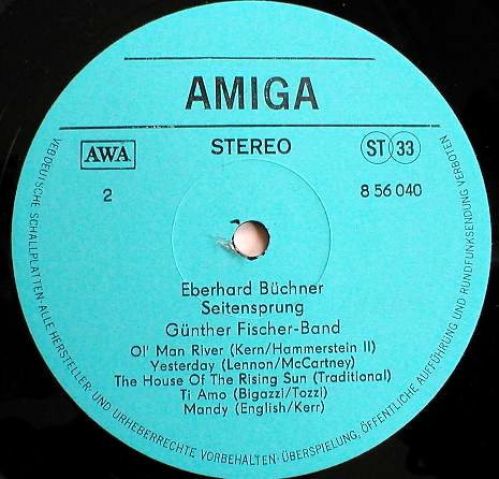 AMIGA
AWA
STEREO
ST 33
2
8 56 040
Eberhard Büchner
Seitensprung
Günther Fischer-Band
Ol' Man River (Kern/Hammerstein II)
Yesterday (Lennon/McCartney)
The House Of The Rising Sun (Traditional)
Ti Amo (Bigazzi/Tozzi)
Mandy (English/Kerr)
VEB DEUTSCHE SCHALLPLATTEN · ALLE HERSTELLER- UND URHEBERRECHTE VORBEHALTEN · ÜBERSPIELUNG, ÖFFENTLICHE AUFFÜHRUNG UND RUNDFUNKSENDUNG VERBOTEN